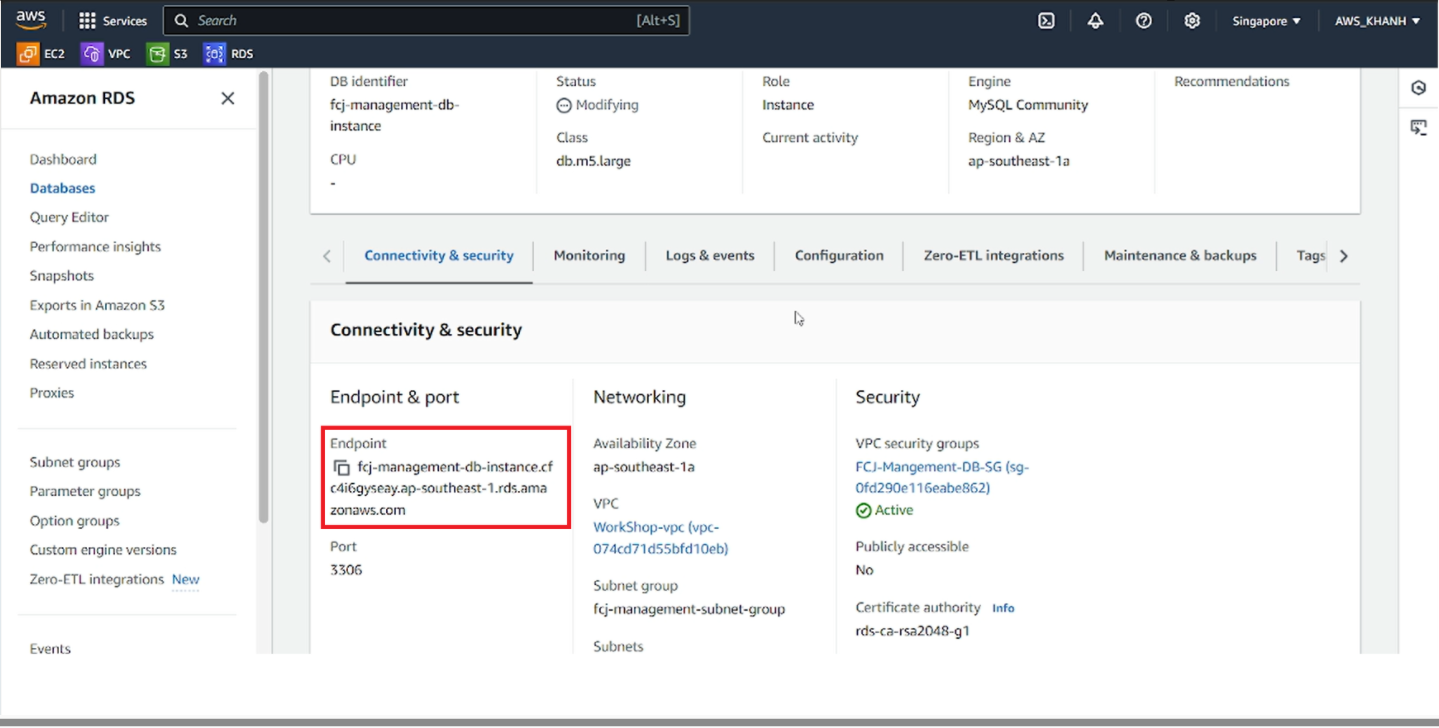 aws
Services
Search
[Alt+S]
Singapore
AWS_KHANH
EC2
VPC
S3
RDS
Amazon RDS
Dashboard
Databases
Query Editor
Performance insights
Snapshots
Exports in Amazon S3
Automated backups
Reserved instances
Proxies
Subnet groups
Parameter groups
Option groups
Custom engine versions
Zero-ETL integrations New
Events
DB identifier
fcj-management-db-
instance
CPU
-
Status
Modifying
Class
db.m5.large
Role
Instance
Current activity
Engine
MySQL Community
Region & AZ
ap-southeast-1a
Recommendations
Connectivity & security
Monitoring
Logs & events
Configuration
Zero-ETL integrations
Maintenance & backups
Tags
Connectivity & security
Endpoint & port
Endpoint
fcj-management-db-instance.cf
c4i6gyseay.ap-southeast-1.rds.ama
zonaws.com
Port
3306
Networking
Availability Zone
ap-southeast-1a
VPC
WorkShop-vpc (vpc-
074cd71d55bfd10eb)
Subnet group
fcj-management-subnet-group
Subnets
Security
VPC security groups
FCJ-Mangement-DB-SG (sg-
0fd290e116eabe862)
Active
Publicly accessible
No
Certificate authority Info
rds-ca-rsa2048-g1